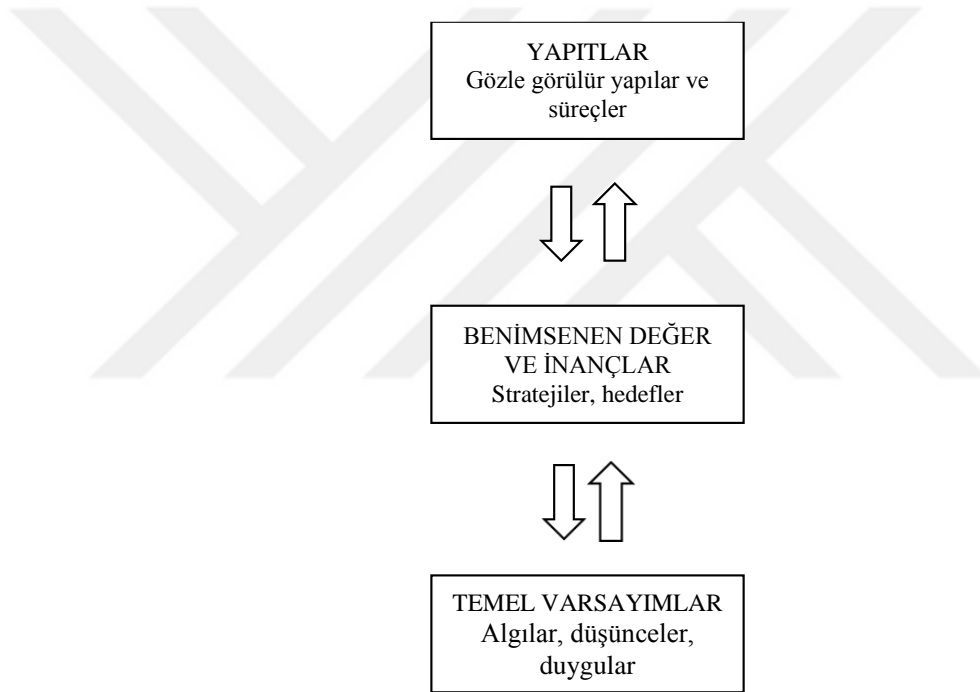 YAPITLAR
Gözle görülür yapılar ve
süreçler
BENİMSENEN DEĞER
VE İNANÇLAR
Stratejiler, hedefler
TEMEL VARSAYIMLAR
Algılar, düşünceler,
duygular